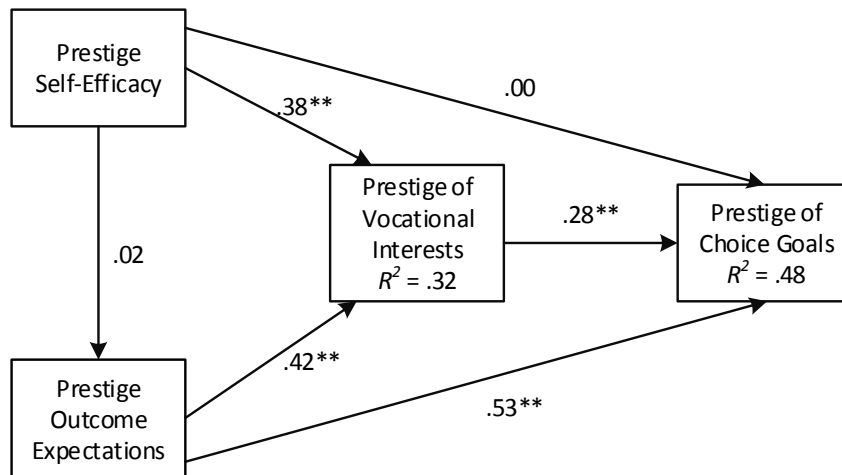 Prestige
Self-Efficacy
.00
.38**
Prestige of
Vocational
Interests
R² = .32
.28**
Prestige of
Choice Goals
R² = .48
.02
.42**
.53**
Prestige
Outcome
Expectations